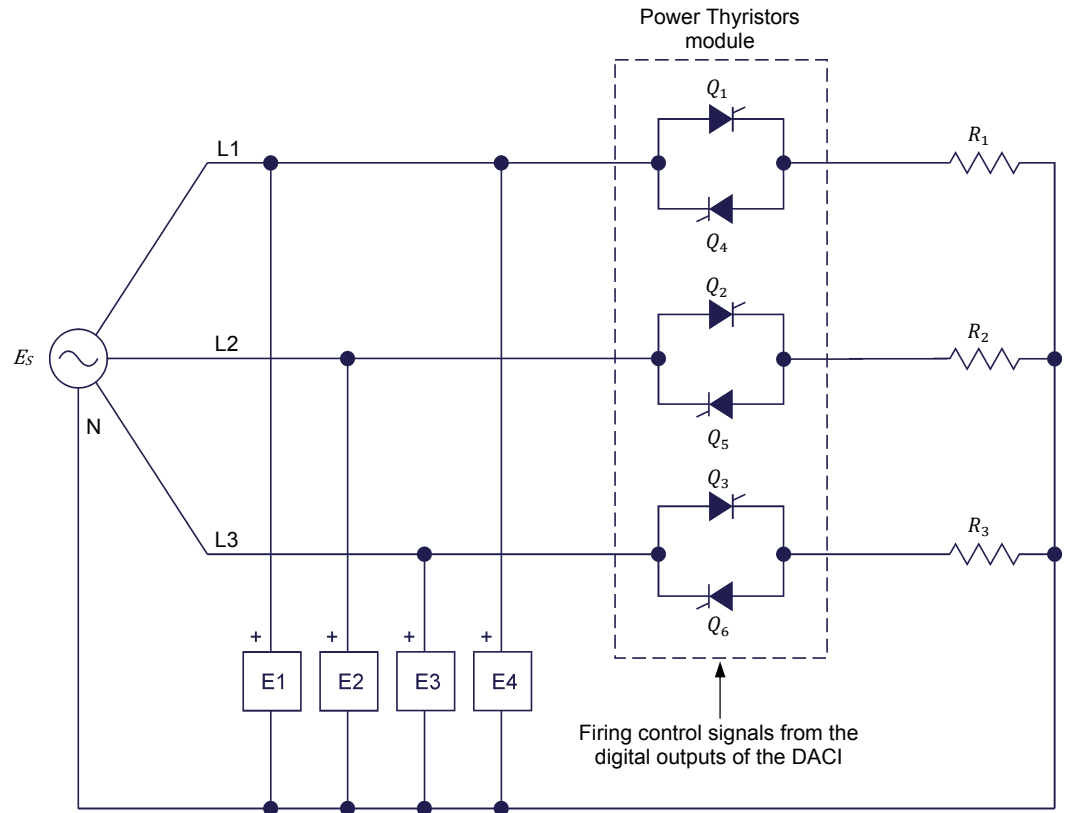 Power Thyristors
module
Q₁
L1
R₁
Q₄
Q₂
L2
R₂
E_S
Q₅
N
Q₃
L3
R₃
Q₆
+ + + +
E1 E2 E3 E4
Firing control signals from the
digital outputs of the DACI